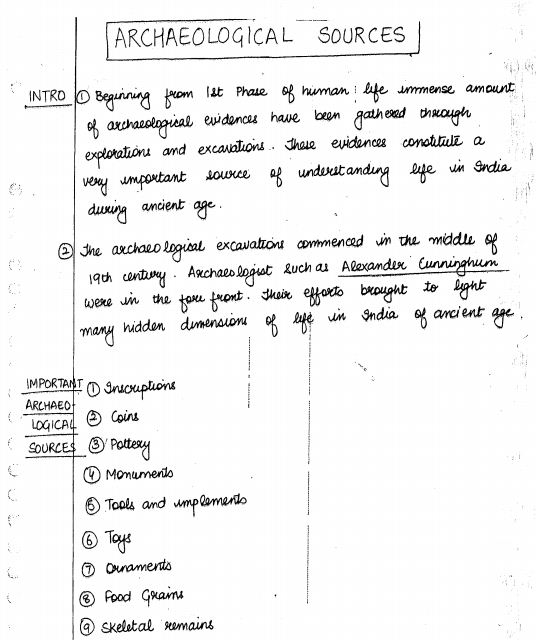 ARCHAEOLOGICAL SOURCES
INTRO ① Beginning from 1st Phase of human life immense amount
of archaeological evidences have been gathered through
explorations and excavations. These evidences constitute a
very important source of understanding life in India
during ancient age.
② The archaeological excavations commenced in the middle of
19th century. Archaeologist such as Alexander Cunninghum
were in the fore front. Their efforts brought to light
many hidden dimensions of life in India of ancient age.
IMPORTANT ① Inscriptions
ARCHAEO-
LOGICAL ② Coins
SOURCES ③ Pottery
④ Monuments
⑤ Tools and implements
⑥ Toys
⑦ Ornaments
⑧ Food Grains
⑨ Skeletal remains